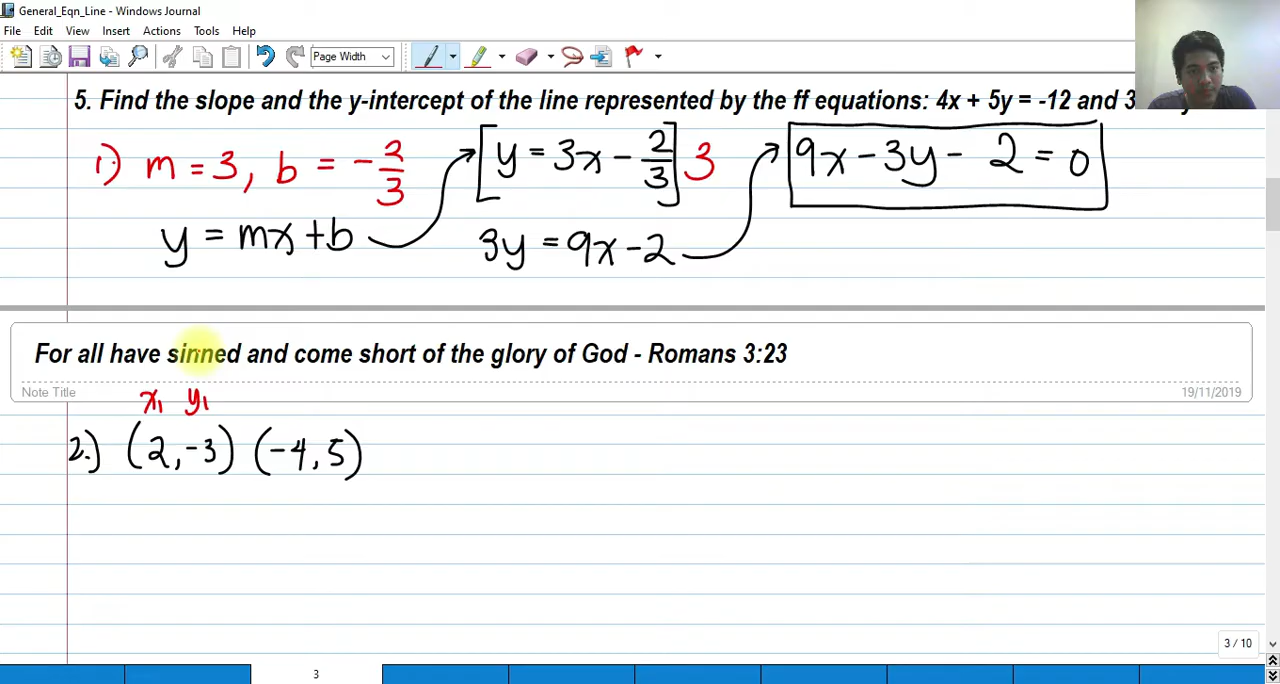 General_Eqn_Line - Windows Journal
File Edit View Insert Actions Tools Help
Page Width
5. Find the slope and the y-intercept of the line represented by the ff equations: 4x + 5y = -12 and 3
1.) m = 3, b = -2/3
[y = 3x - 2/3] 3
9x - 3y - 2 = 0
y = mx + b
3y = 9x - 2
For all have sinned and come short of the glory of God - Romans 3:23
Note Title
19/11/2019
x₁ y₁
2.) (2, -3) (-4, 5)
3 / 10
3